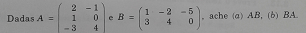 Dadas A = ( 2 -1
1 0
-3 4 ) e B = ( 1 -2 -5
3 4 0 ), ache (a) AB, (b) BA.